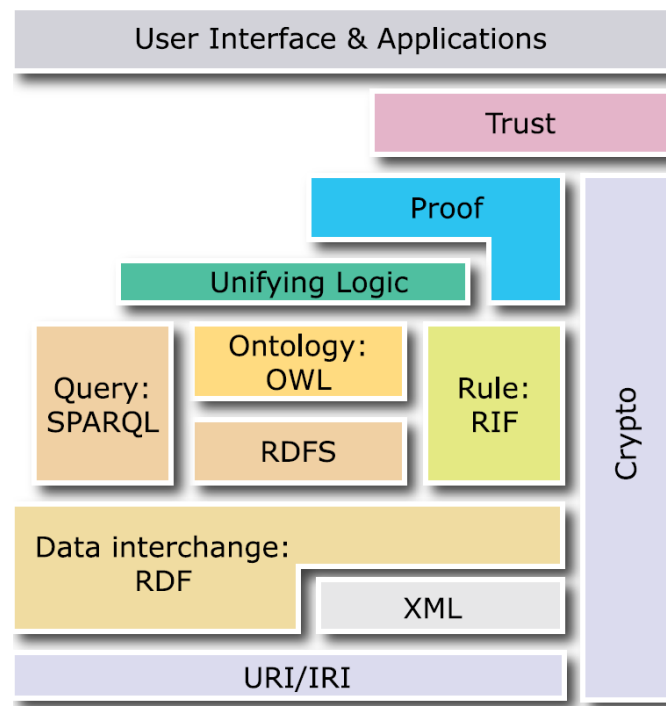 User Interface & Applications
Trust
Proof
Unifying Logic
Query:
SPARQL
Ontology:
OWL
RDFS
Rule:
RIF
Crypto
Data interchange:
RDF
XML
URI/IRI